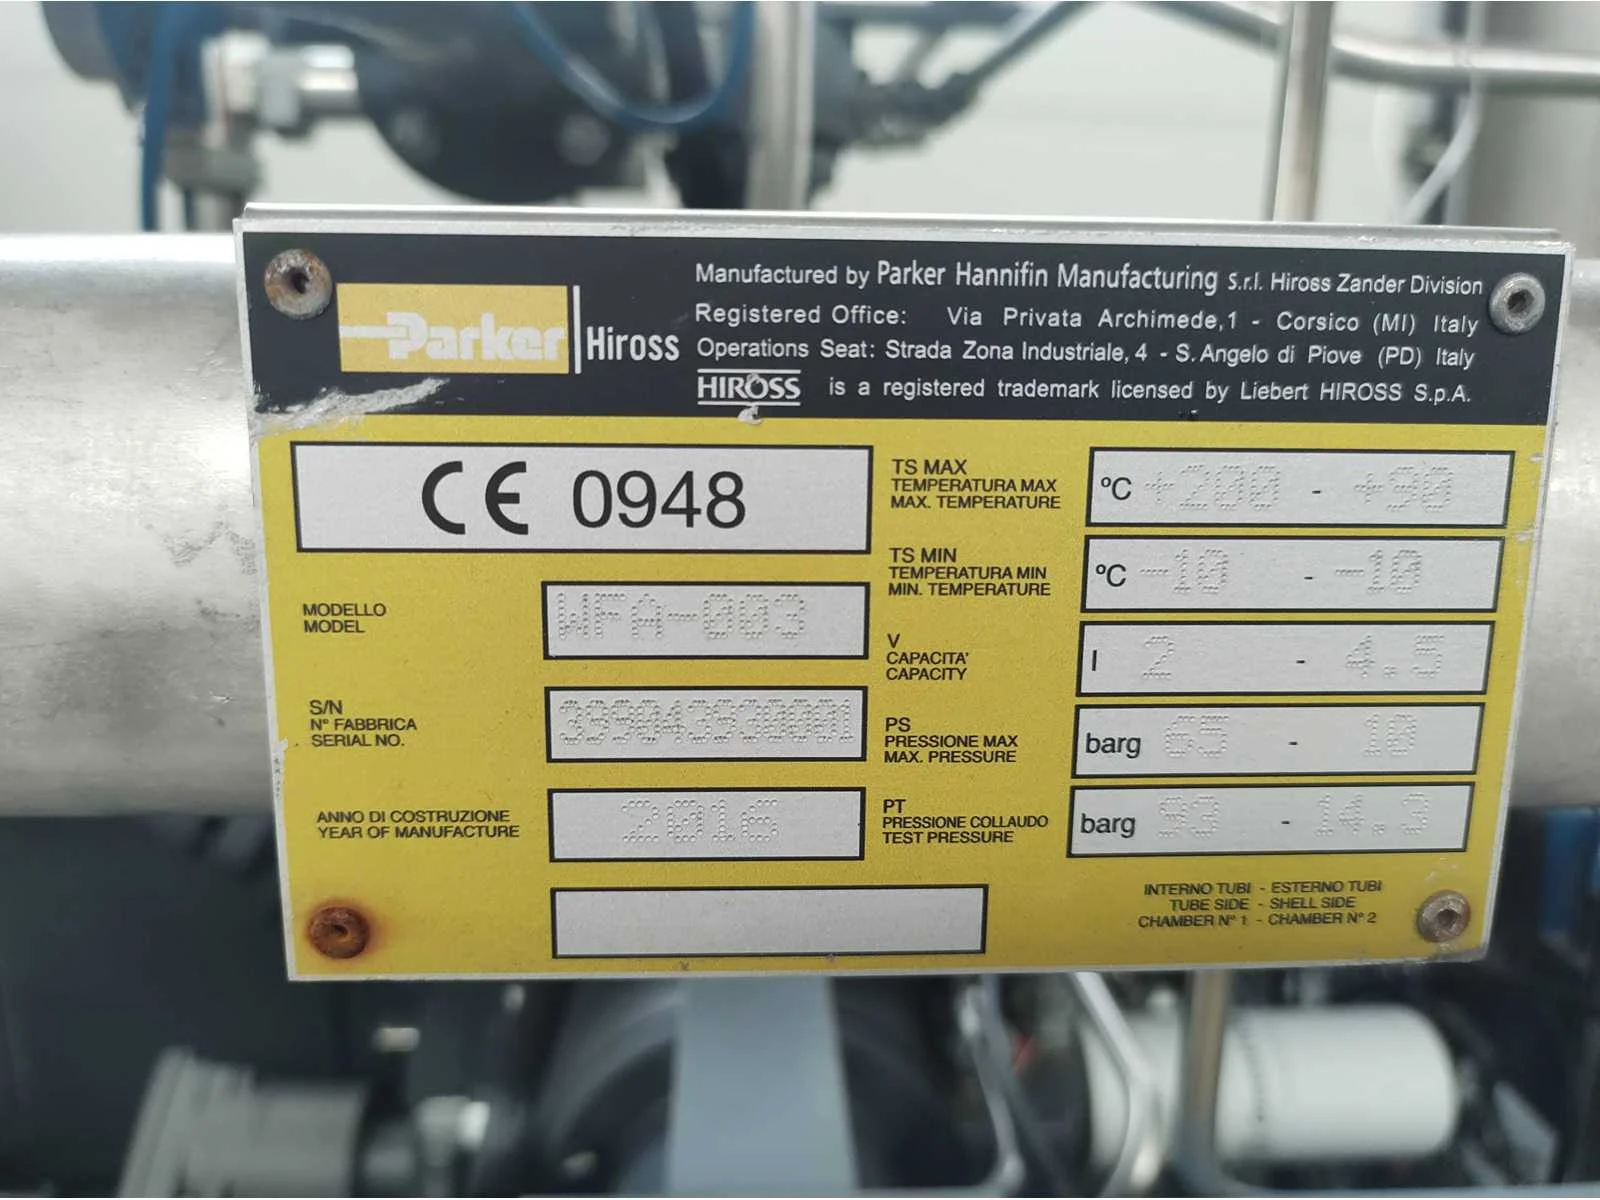 Parker Hiross
Manufactured by Parker Hannifin Manufacturing S.r.l. Hiross Zander Division
Registered Office: Via Privata Archimede, 1 - Corsico (MI) Italy
Operations Seat: Strada Zona Industriale, 4 - S. Angelo di Piove (PD) Italy
HIROSS is a registered trademark licensed by Liebert HIROSS S.p.A.
CE 0948
MODELLO
MODEL
WFA-003
S/N
N° FABBRICA
SERIAL NO.
ANNO DI COSTRUZIONE
YEAR OF MANUFACTURE
2016
TS MAX
TEMPERATURA MAX
MAX. TEMPERATURE
ºC +200 - +90
TS MIN
TEMPERATURA MIN
MIN. TEMPERATURE
ºC -10 - -10
V
CAPACITA'
CAPACITY
l 2 - 4.5
PS
PRESSIONE MAX
MAX. PRESSURE
barg 65 - 10
PT
PRESSIONE COLLAUDO
TEST PRESSURE
barg 93 - 14.3
INTERNO TUBI - ESTERNO TUBI
TUBE SIDE - SHELL SIDE
CHAMBER N° 1 - CHAMBER N° 2